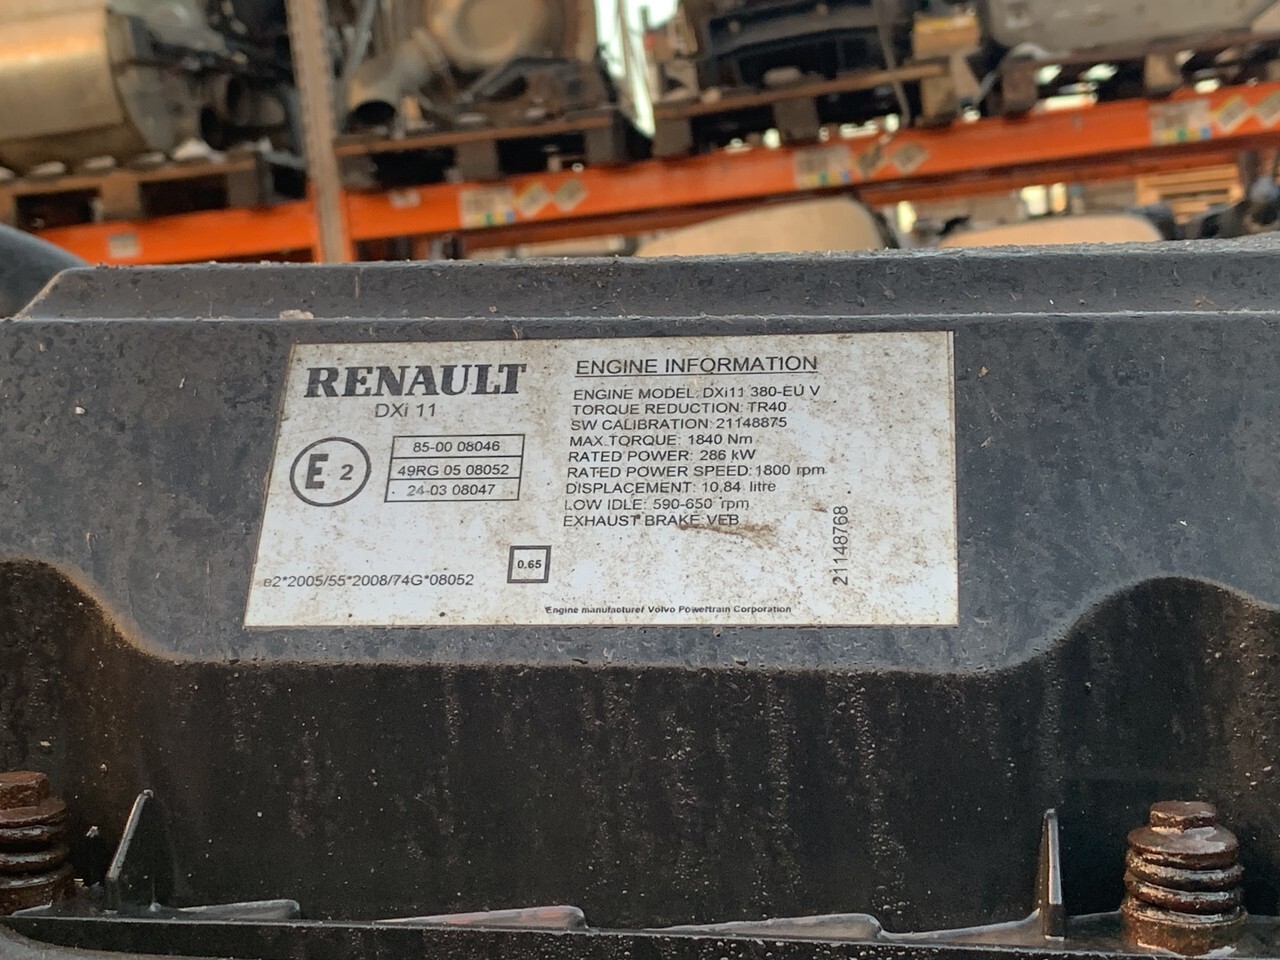 RENAULT
DXi 11
E 2
85-00 08046
49RG 05 08052
24-03 08047
e2*2005/55*2008/74G*08052
0.65
ENGINE INFORMATION
ENGINE MODEL: DXi11 380-EU V
TORQUE REDUCTION: TR40
SW CALIBRATION: 21148875
MAX. TORQUE: 1840 Nm
RATED POWER: 286 kW
RATED POWER SPEED: 1800 rpm
DISPLACEMENT: 10.84 litre
LOW IDLE: 590-650 rpm
EXHAUST BRAKE: VEB
21148768
Engine manufacturer Volvo Powertrain Corporation